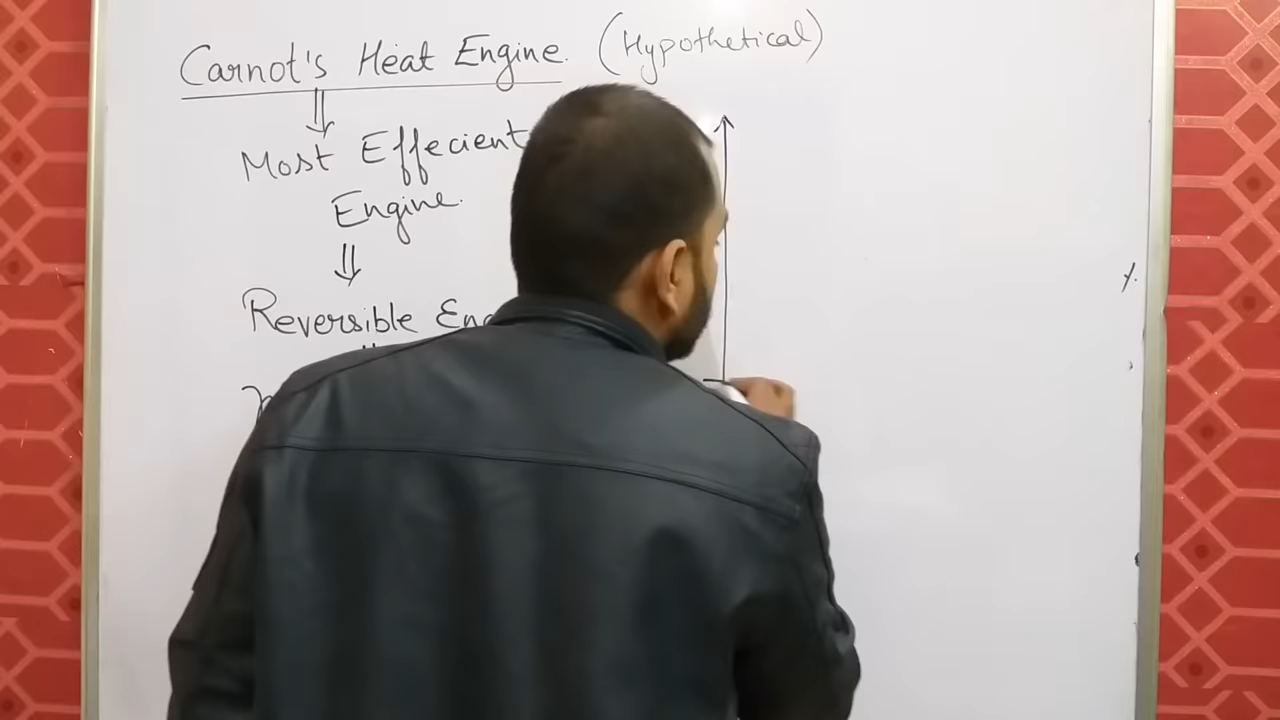 Carnot's Heat Engine. (Hypothetical)
Most Effecient
Engine.
Reversible